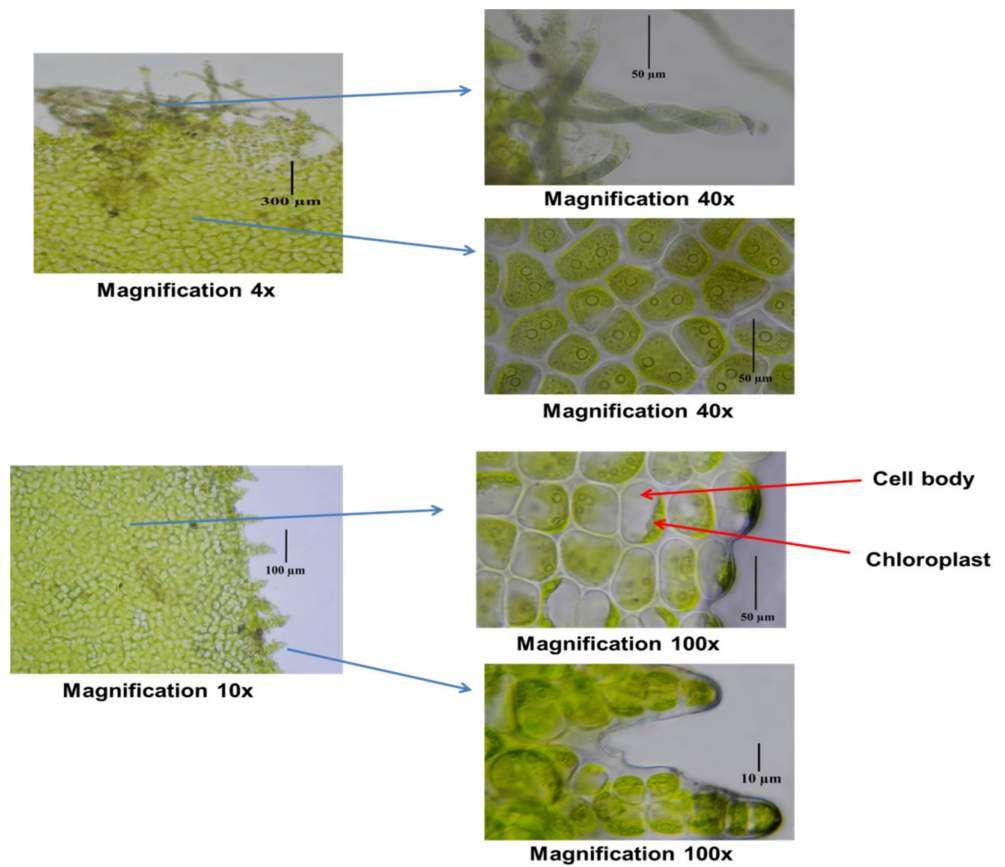 50 µm
300 µm
Magnification 40x
Magnification 4x
50 µm
Magnification 40x
Cell body
Chloroplast
100 µm
50 µm
Magnification 100x
Magnification 10x
10 µm
Magnification 100x